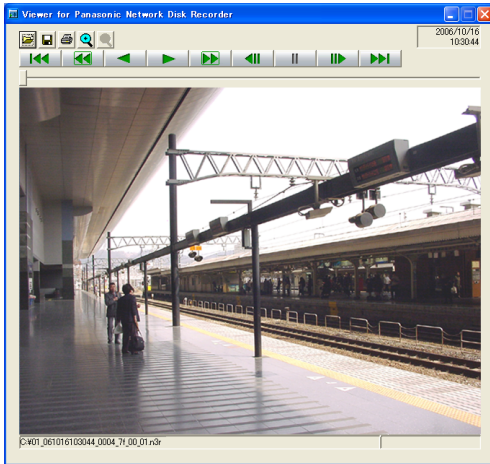 Viewer for Panasonic Network Disk Recorder
2006/10/16
10:30:44
C:¥01_061016103044_0004_7f_00_01.n3r